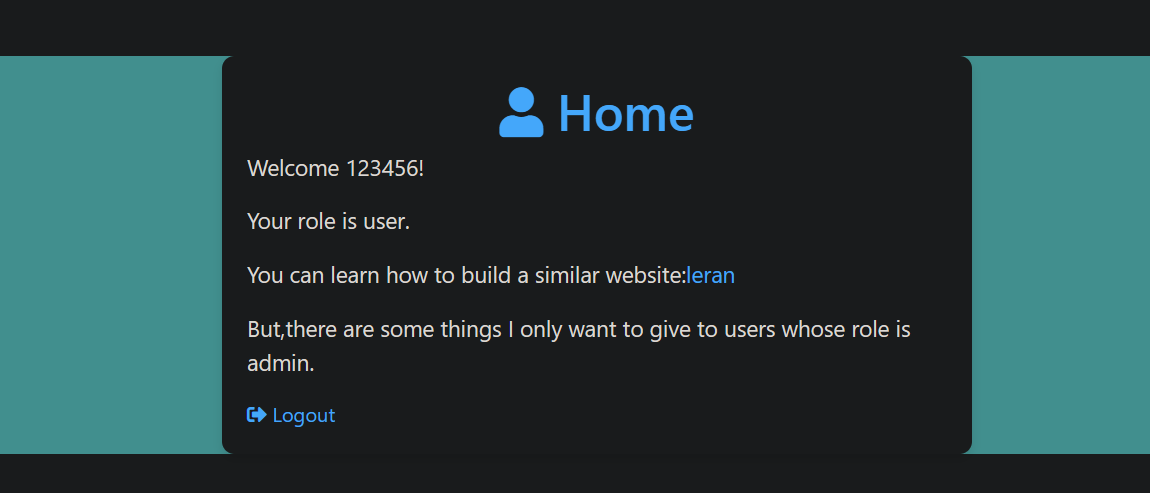 Home
Welcome 123456!
Your role is user.
You can learn how to build a similar website:leran
But,there are some things I only want to give to users whose role is
admin.
Logout